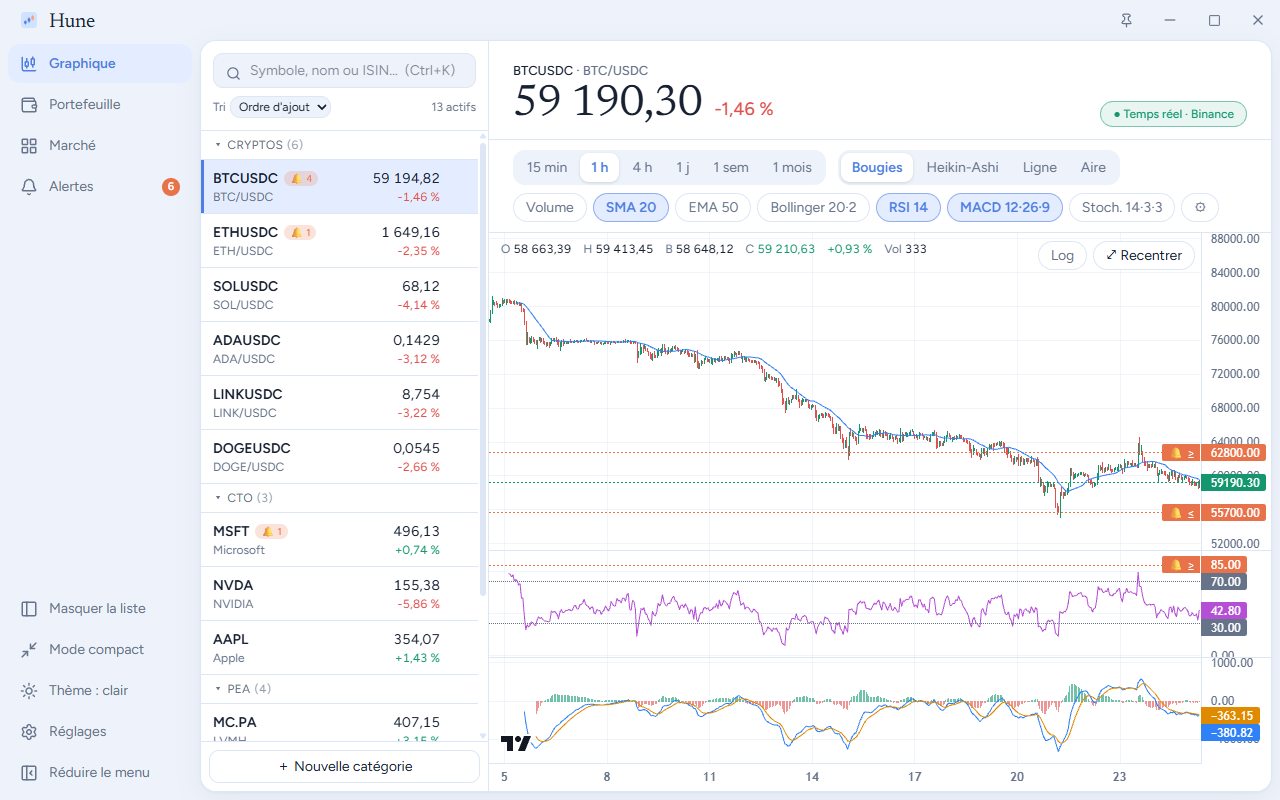 Hune
Graphique
Portefeuille
Marché
Alertes 6
Masquer la liste
Mode compact
Thème : clair
Réglages
Réduire le menu
Symbole, nom ou ISIN... (Ctrl+K)
Tri Ordre d'ajout 13 actifs
CRYPTOS (6)
BTCUSDC 4 59 194,82
BTC/USDC -1,46 %
ETHUSDC 1 1 649,16
ETH/USDC -2,35 %
SOLUSDC 68,12
SOL/USDC -4,14 %
ADAUSDC 0,1429
ADA/USDC -3,12 %
LINKUSDC 8,754
LINK/USDC -3,22 %
DOGEUSDC 0,0545
DOGE/USDC -2,66 %
CTO (3)
MSFT 1 496,13
Microsoft +0,74 %
NVDA 155,38
NVIDIA -5,86 %
AAPL 354,07
Apple +1,43 %
PEA (4)
MC.PA 407,15
LVMH +3,15 %
+ Nouvelle catégorie
BTCUSDC · BTC/USDC
59 190,30 -1,46 %
● Temps réel · Binance
15 min 1 h 4 h 1 j 1 sem 1 mois Bougies Heikin-Ashi Ligne Aire
Volume SMA 20 EMA 50 Bollinger 20·2 RSI 14 MACD 12·26·9 Stoch. 14·3·3
O 58 663,39 H 59 413,45 B 58 648,12 C 59 210,63 +0,93 % Vol 333
Log Recentrer
88000.00
84000.00
80000.00
76000.00
72000.00
68000.00
64000.00
≥ 62800.00
60000.00
59190.30
≤ 55700.00
52000.00
≥ 85.00
70.00
42.80
30.00
0.00
1000.00
0.00
−363.15
−380.82
−1000.00
5 8 11 14 17 20 23